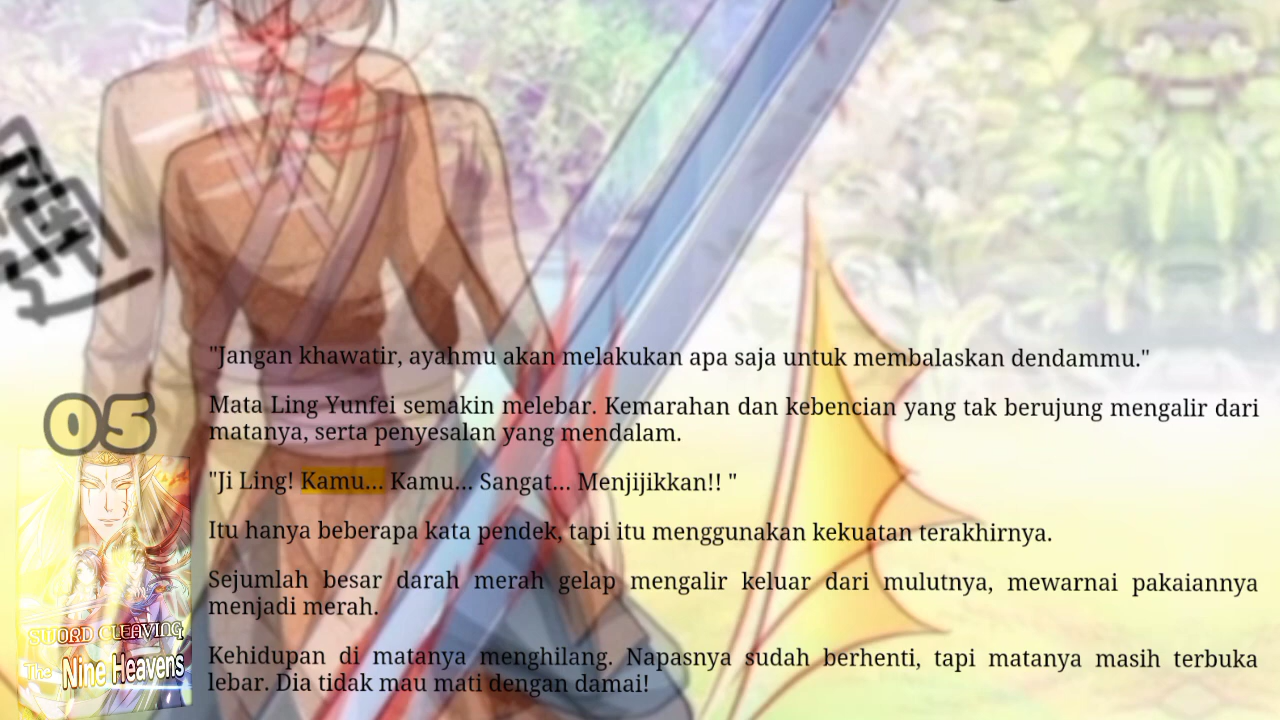 "Jangan khawatir, ayahmu akan melakukan apa saja untuk membalaskan dendammu."
Mata Ling Yunfei semakin melebar. Kemarahan dan kebencian yang tak berujung mengalir dari
matanya, serta penyesalan yang mendalam.
"Ji Ling! Kamu... Kamu... Sangat... Menjijikkan!! "
Itu hanya beberapa kata pendek, tapi itu menggunakan kekuatan terakhirnya.
Sejumlah besar darah merah gelap mengalir keluar dari mulutnya, mewarnai pakaiannya
menjadi merah.
Kehidupan di matanya menghilang. Napasnya sudah berhenti, tapi matanya masih terbuka
lebar. Dia tidak mau mati dengan damai!
05
SWORD CLEAVING
The Nine Heavens